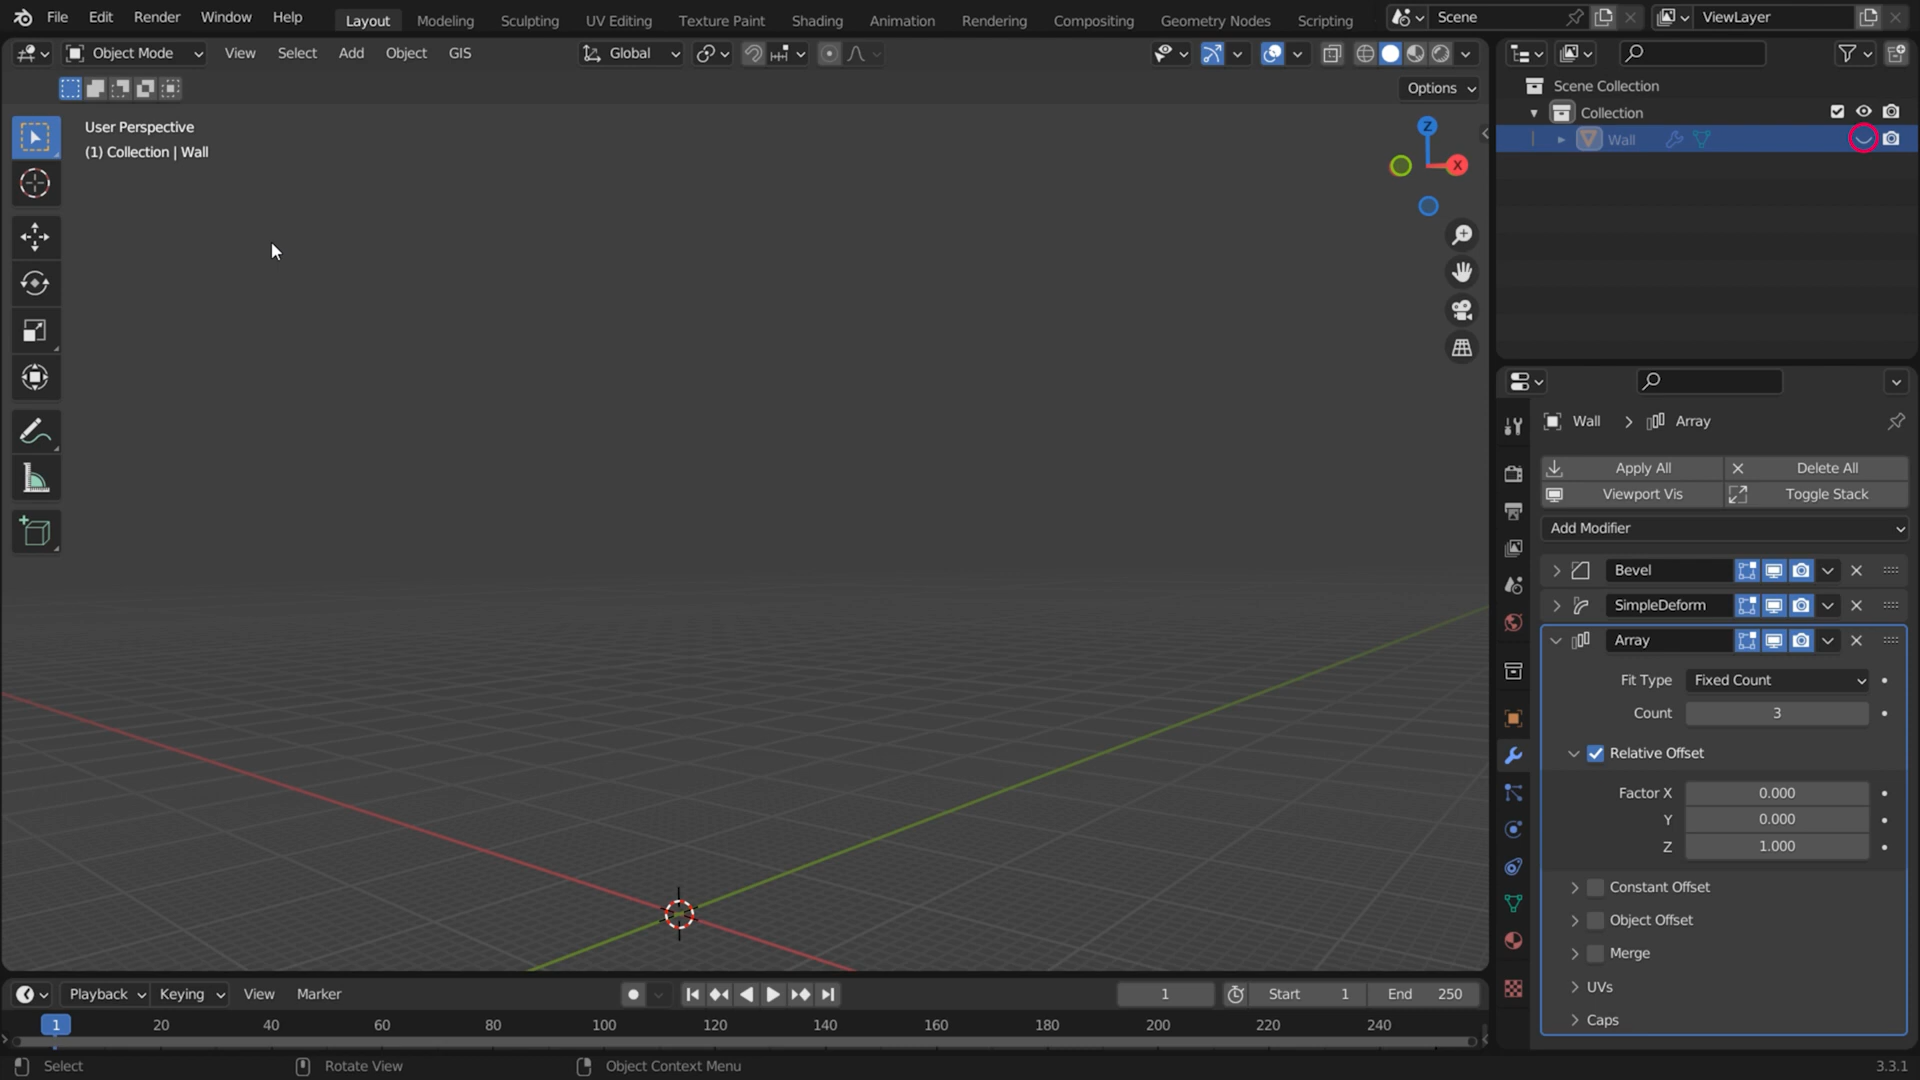 File Edit Render Window Help
Layout Modeling Sculpting UV Editing Texture Paint Shading Animation Rendering Compositing Geometry Nodes Scripting
Scene ViewLayer
Object Mode View Select Add Object GIS Global
Options
User Perspective
(1) Collection | Wall
Z
X
Scene Collection
Collection
Wall
Wall > Array
Apply All Delete All
Viewport Vis Toggle Stack
Add Modifier
Bevel
SimpleDeform
Array
Fit Type Fixed Count
Count 3
Relative Offset
Factor X 0.000
Y 0.000
Z 1.000
Constant Offset
Object Offset
Merge
UVs
Caps
Playback Keying View Marker 1 Start 1 End 250
1 20 40 60 80 100 120 140 160 180 200 220 240
Select Rotate View Object Context Menu 3.3.1